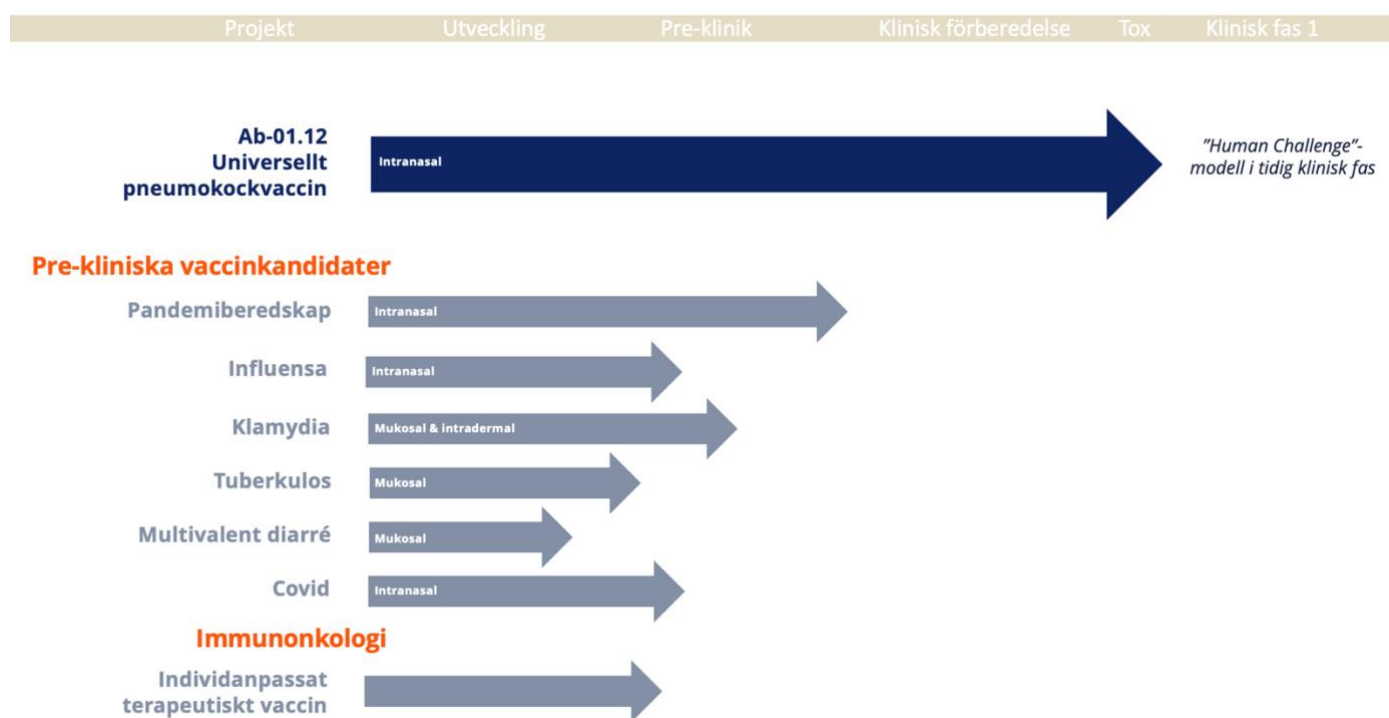 Projekt Utveckling Pre-klinik Klinisk förberedelse Tox Klinisk fas 1
Ab-01.12
Universellt
pneumokockvaccin
Intranasal
"Human Challenge"-
modell i tidig klinisk fas
Pre-kliniska vaccinkandidater
Pandemiberedskap Intranasal
Influensa Intranasal
Klamydia Mukosal & intradermal
Tuberkulos Mukosal
Multivalent diarré Mukosal
Covid Intranasal
Immunonkologi
Individanpassat
terapeutiskt vaccin